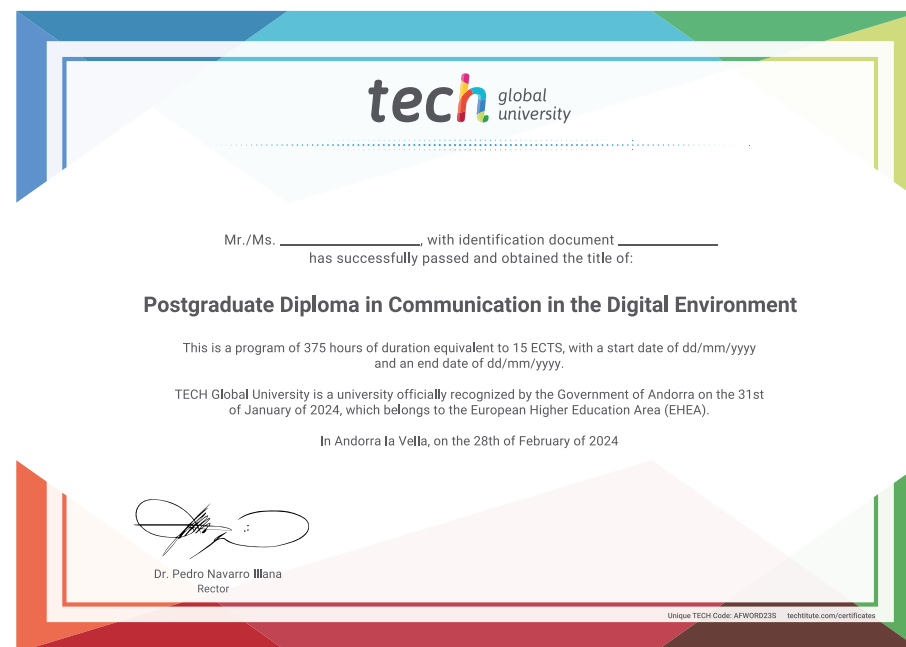 tech global university
Mr./Ms. ____________, with identification document ____________
has successfully passed and obtained the title of:
Postgraduate Diploma in Communication in the Digital Environment
This is a program of 375 hours of duration equivalent to 15 ECTS, with a start date of dd/mm/yyyy
and an end date of dd/mm/yyyy.
TECH Global University is a university officially recognized by the Government of Andorra on the 31st
of January of 2024, which belongs to the European Higher Education Area (EHEA).
In Andorra la Vella, on the 28th of February of 2024
Dr. Pedro Navarro Illana
Rector
Unique TECH Code: AFWORD23S techtitute.com/certificates